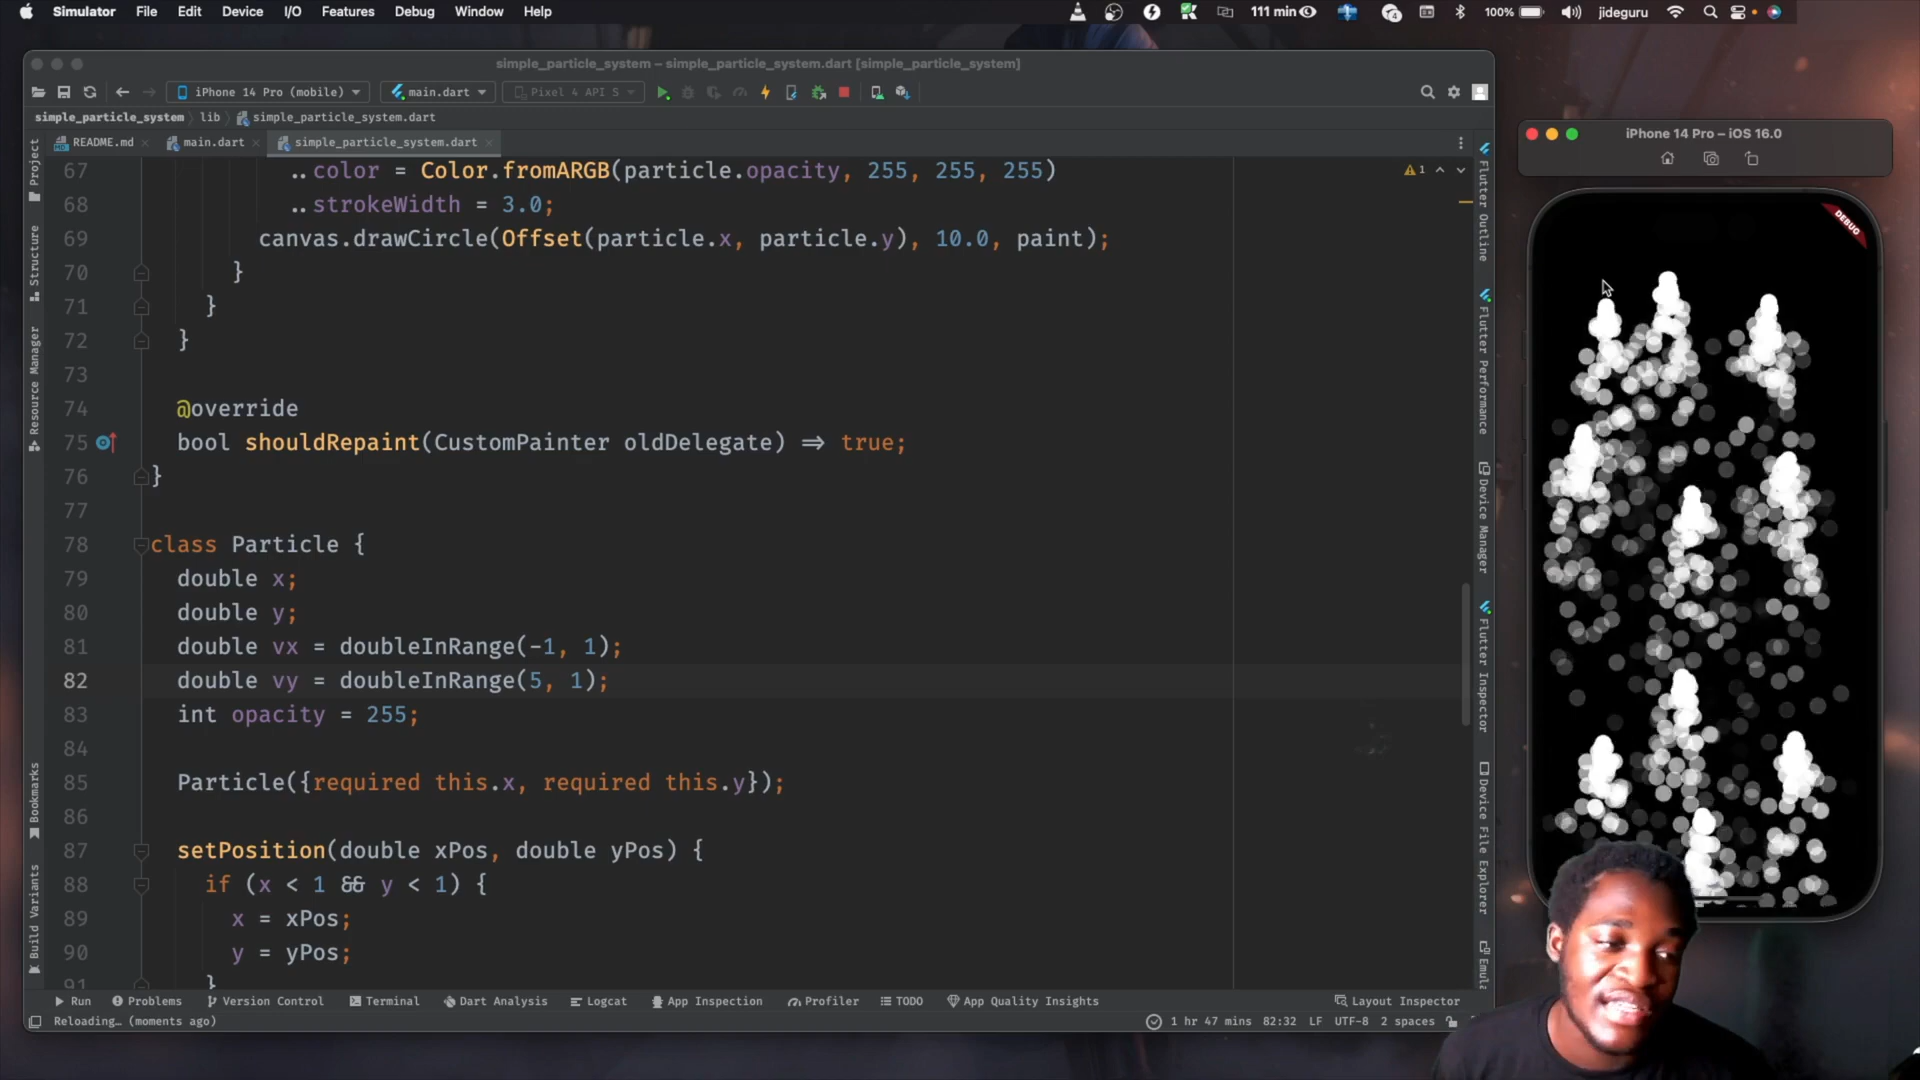 Simulator File Edit Device I/O Features Debug Window Help 111 min 4 100% jideguru
simple_particle_system – simple_particle_system.dart [simple_particle_system]
iPhone 14 Pro (mobile) main.dart Pixel 4 API S
simple_particle_system lib simple_particle_system.dart
README.md main.dart simple_particle_system.dart
67 ..color = Color.fromARGB(particle.opacity, 255, 255, 255)
68 ..strokeWidth = 3.0;
69 canvas.drawCircle(Offset(particle.x, particle.y), 10.0, paint);
70 }
71 }
72 }
73
74 @override
75 bool shouldRepaint(CustomPainter oldDelegate) => true;
76 }
77
78 class Particle {
79 double x;
80 double y;
81 double vx = doubleInRange(-1, 1);
82 double vy = doubleInRange(5, 1);
83 int opacity = 255;
84
85 Particle({required this.x, required this.y});
86
87 setPosition(double xPos, double yPos) {
88 if (x < 1 && y < 1) {
89 x = xPos;
90 y = yPos;
91 }
1
Project
Structure
Resource Manager
Bookmarks
Build Variants
Flutter Outline
Flutter Performance
Device Manager
Flutter Inspector
Device File Explorer
Emul
Run Problems Version Control Terminal Dart Analysis Logcat App Inspection Profiler TODO App Quality Insights Layout Inspector
Reloading… (moments ago) 1 hr 47 mins 82:32 LF UTF-8 2 spaces
iPhone 14 Pro – iOS 16.0
DEBUG